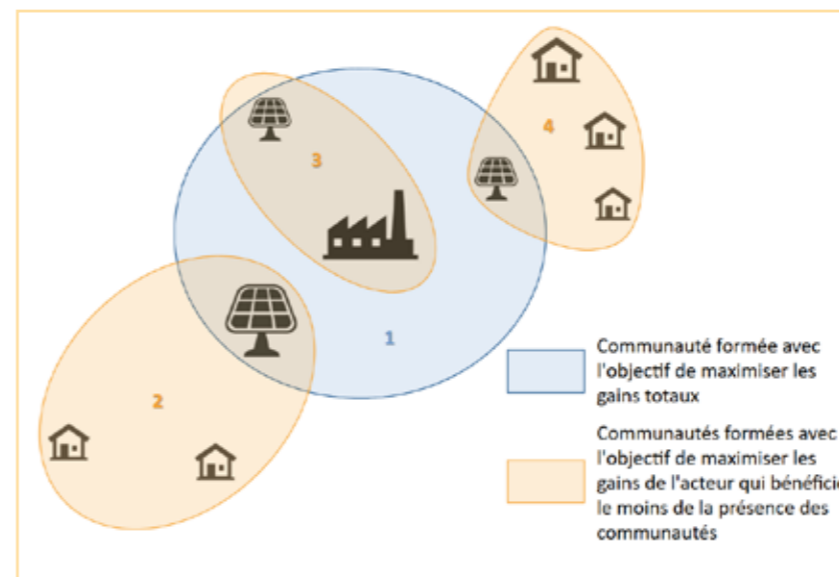 4
3
1
2
Communauté formée avec
l'objectif de maximiser les
gains totaux
Communautés formées avec
l'objectif de maximiser les
gains de l'acteur qui bénéficie
le moins de la présence des
communautés